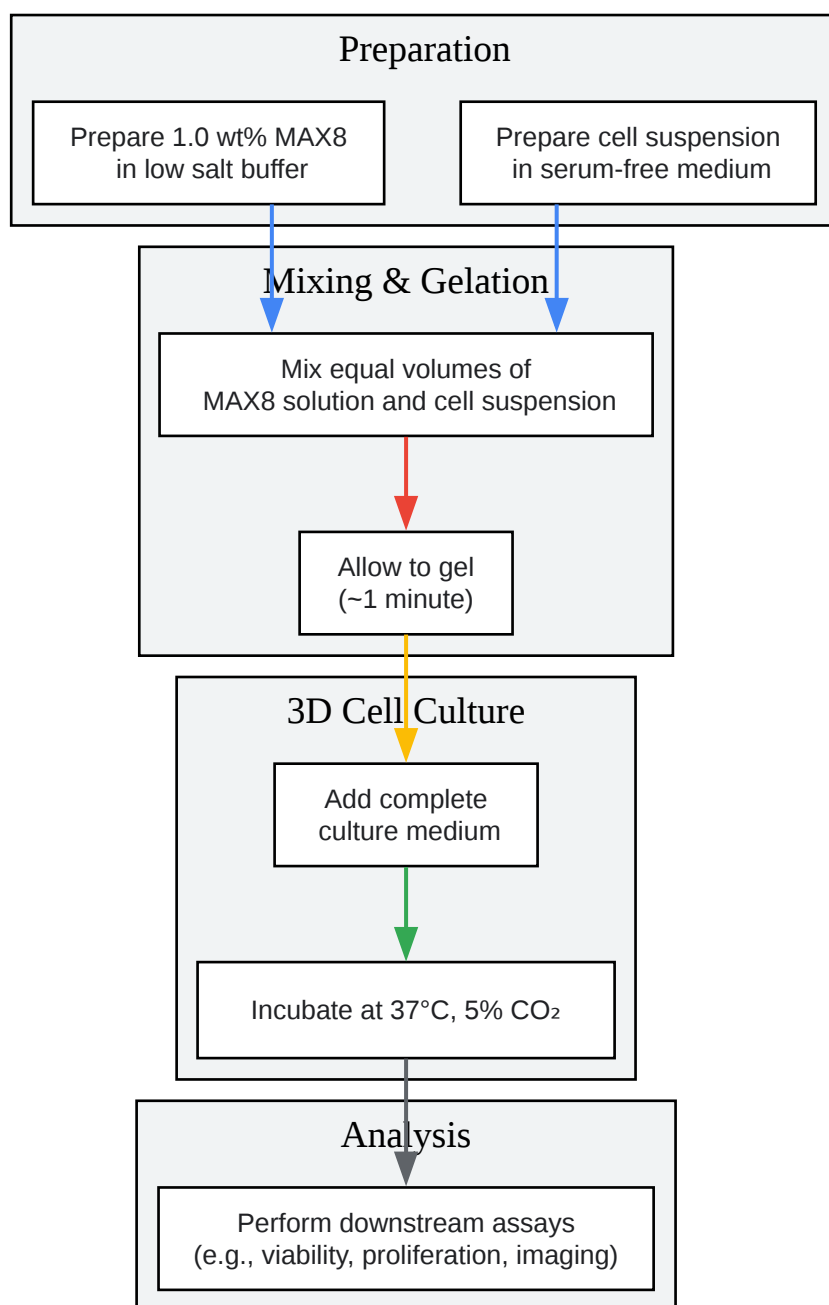 Preparation
Prepare 1.0 wt% MAX8
in low salt buffer
Prepare cell suspension
in serum-free medium
Mixing & Gelation
Mix equal volumes of
MAX8 solution and cell suspension
Allow to gel
(~1 minute)
3D Cell Culture
Add complete
culture medium
Incubate at 37°C, 5% CO₂
Analysis
Perform downstream assays
(e.g., viability, proliferation, imaging)